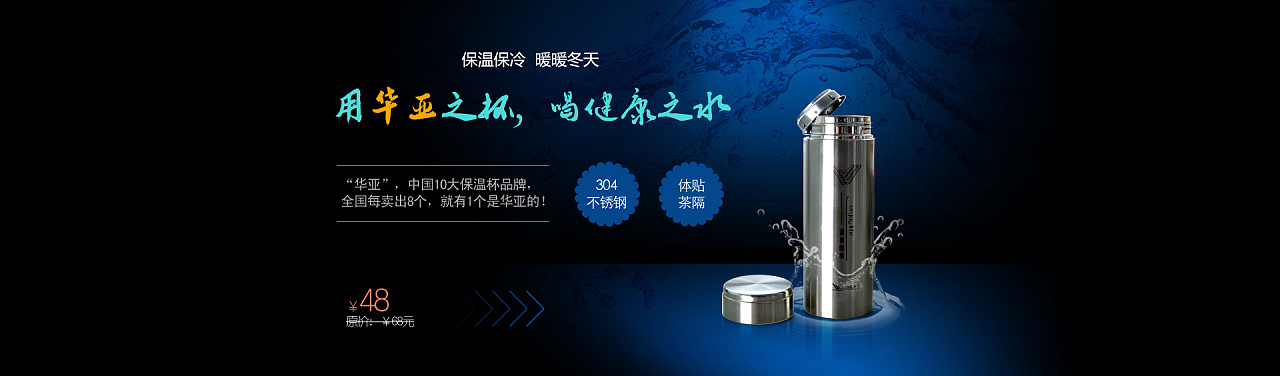 保温保冷 暖暖冬天
用华亚之杯，喝健康之水
“华亚”，中国10大保温杯品牌，
全国每卖出8个，就有1个是华亚的！
304
不锈钢
体贴
茶隔
￥48
原价：￥68元